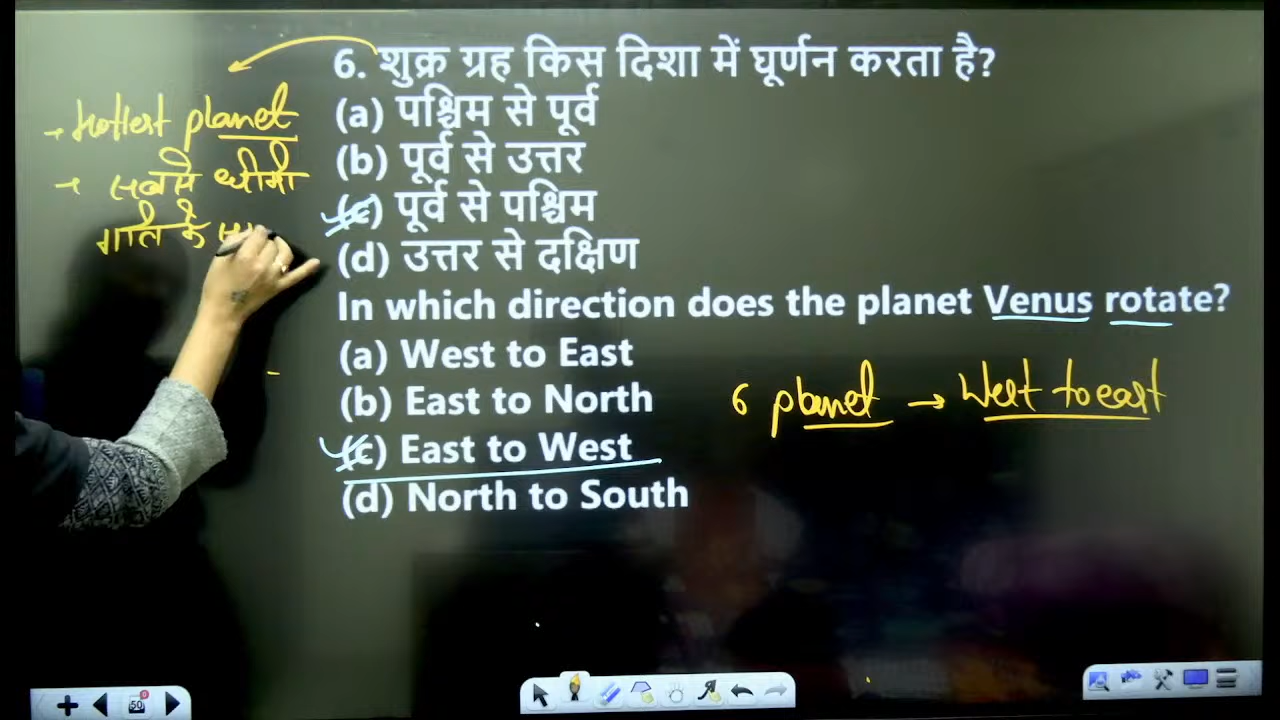 6. शुक्र ग्रह किस दिशा में घूर्णन करता है?
(a) पश्चिम से पूर्व
(b) पूर्व से उत्तर
(c) पूर्व से पश्चिम
(d) उत्तर से दक्षिण
In which direction does the planet Venus rotate?
(a) West to East
(b) East to North
(c) East to West
(d) North to South
→ Hottest planet
→ सबसे धीमी
गति के
6 planet → West to east
50